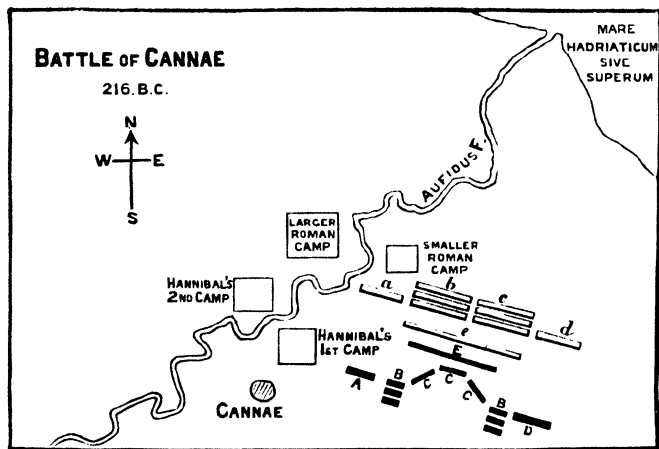 BATTLE OF CANNAE
216. B.C.
N
W E
S
MARE
HADRIATICUM
SIVE
SUPERUM
AUFIDUS F.
LARGER
ROMAN
CAMP
SMALLER
ROMAN
CAMP
HANNIBAL'S
2ND CAMP
HANNIBAL'S
1ST CAMP
CANNAE
a
b
c
d
e
E
A
B
C
C
C
B
D